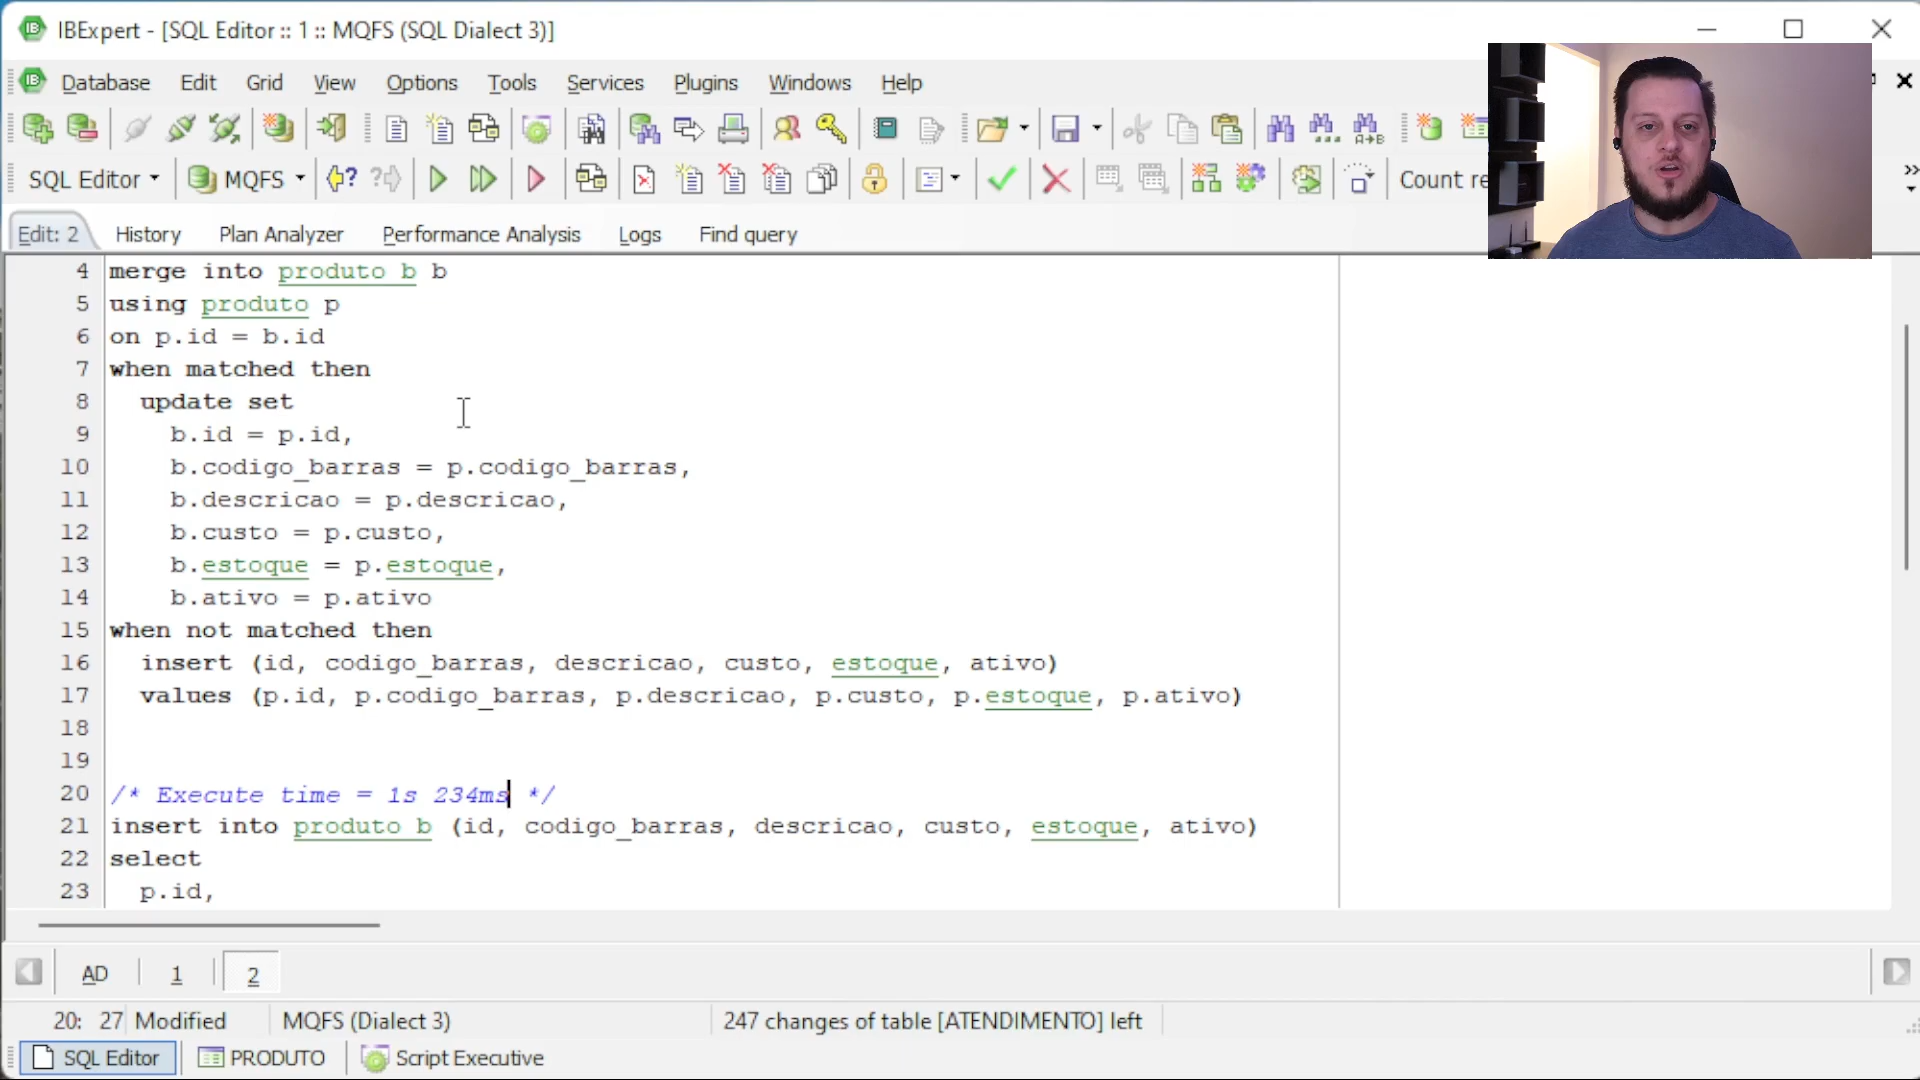 IBExpert - [SQL Editor :: 1 :: MQFS (SQL Dialect 3)]
Database Edit Grid View Options Tools Services Plugins Windows Help
SQL Editor MQFS Count re
Edit: 2 History Plan Analyzer Performance Analysis Logs Find query
4 merge into produto_b b
5 using produto p
6 on p.id = b.id
7 when matched then
8 update set
9 b.id = p.id,
10 b.codigo_barras = p.codigo_barras,
11 b.descricao = p.descricao,
12 b.custo = p.custo,
13 b.estoque = p.estoque,
14 b.ativo = p.ativo
15 when not matched then
16 insert (id, codigo_barras, descricao, custo, estoque, ativo)
17 values (p.id, p.codigo_barras, p.descricao, p.custo, p.estoque, p.ativo)
18
19
20 /* Execute time = 1s 234ms */
21 insert into produto_b (id, codigo_barras, descricao, custo, estoque, ativo)
22 select
23 p.id,
AD 1 2
20: 27 Modified MQFS (Dialect 3) 247 changes of table [ATENDIMENTO] left
SQL Editor PRODUTO Script Executive